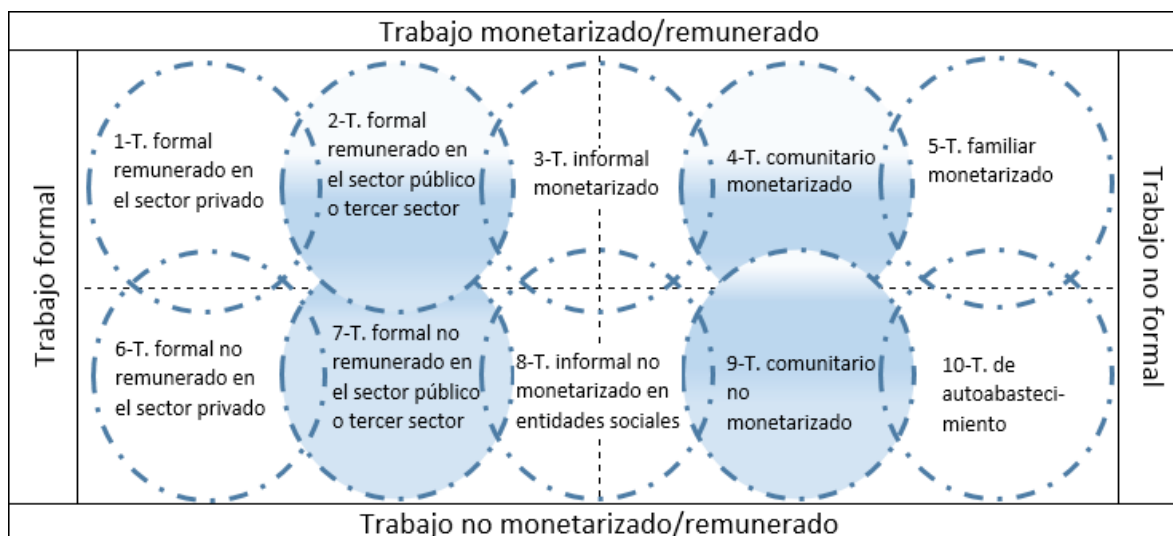 Trabajo monetarizado/remunerado
Trabajo formal
1-T. formal
remunerado en
el sector privado
2-T. formal
remunerado en
el sector público
o tercer sector
3-T. informal
monetarizado
4-T. comunitario
monetarizado
5-T. familiar
monetarizado
Trabajo no formal
6-T. formal no
remunerado en
el sector privado
7-T. formal no
remunerado en
el sector público
o tercer sector
8-T. informal no
monetarizado en
entidades sociales
9-T. comunitario
no
monetarizado
10-T. de
autoabasteci-
miento
Trabajo no monetarizado/remunerado